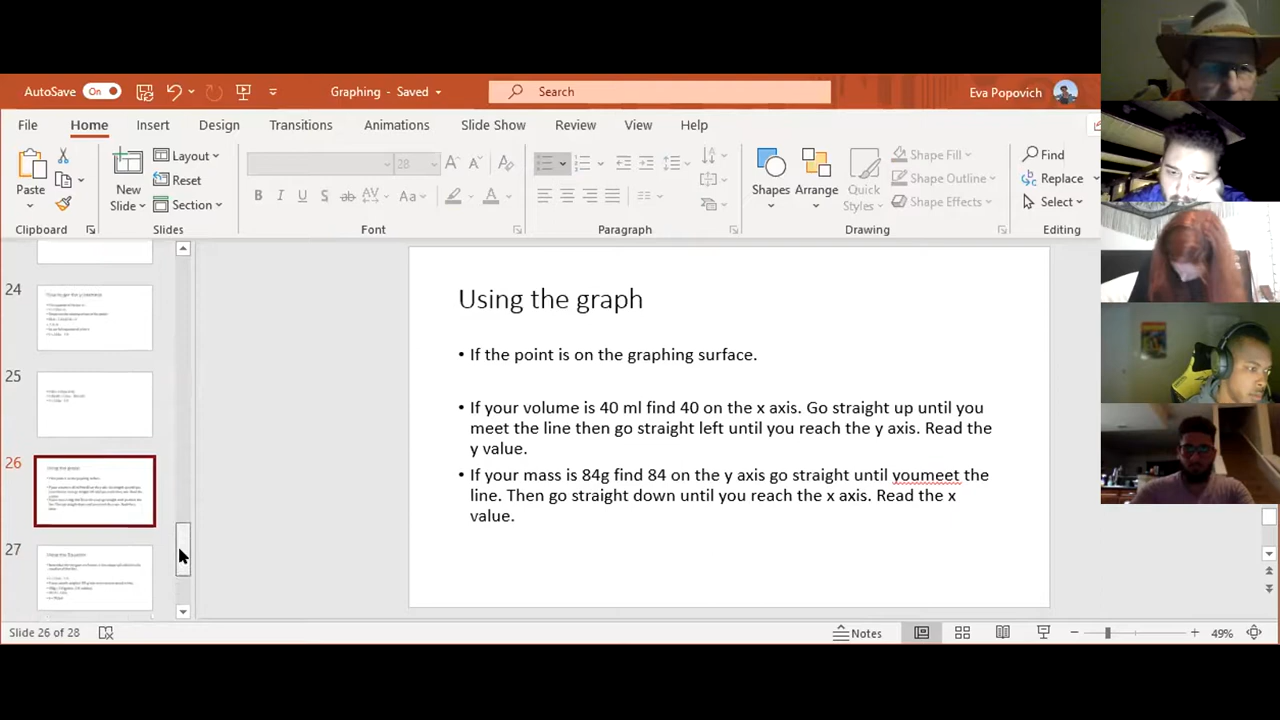 AutoSave On Graphing - Saved Search Eva Popovich
File Home Insert Design Transitions Animations Slide Show Review View Help
Paste
Clipboard
New
Slide
Layout
Reset
Section
Slides
28
B I U S ab AV Aa A
Font
Paragraph
Shapes
Arrange
Quick
Styles
Shape Fill
Shape Outline
Shape Effects
Drawing
Find
Replace
Select
Editing
24
25
26
27
Using the graph
• If the point is on the graphing surface.
• If your volume is 40 ml find 40 on the x axis. Go straight up until you
meet the line then go straight left until you reach the y axis. Read the
y value.
• If your mass is 84g find 84 on the y axis go straight until youmeet the
line. Then go straight down until you reach the x axis. Read the x
value.
Slide 26 of 28
Notes
49%